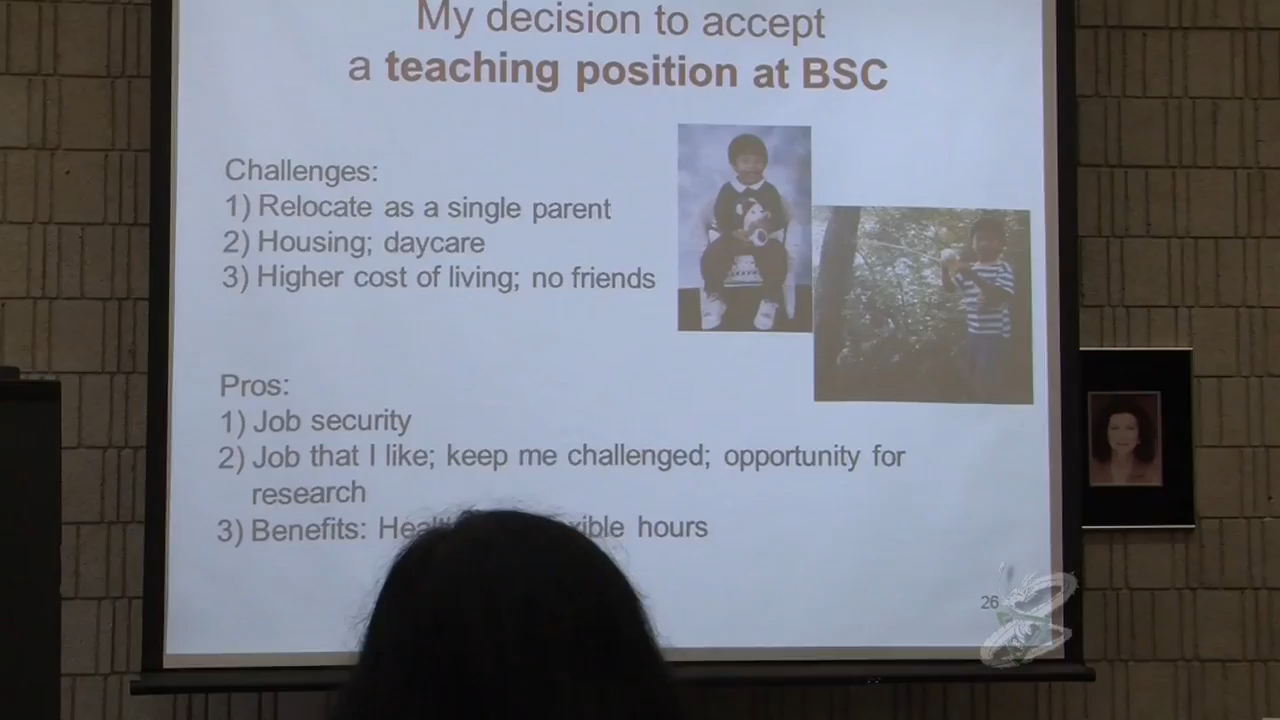 My decision to accept
a teaching position at BSC
Challenges:
1) Relocate as a single parent
2) Housing; daycare
3) Higher cost of living; no friends
Pros:
1) Job security
2) Job that I like; keep me challenged; opportunity for
research
3) Benefits: hours
26